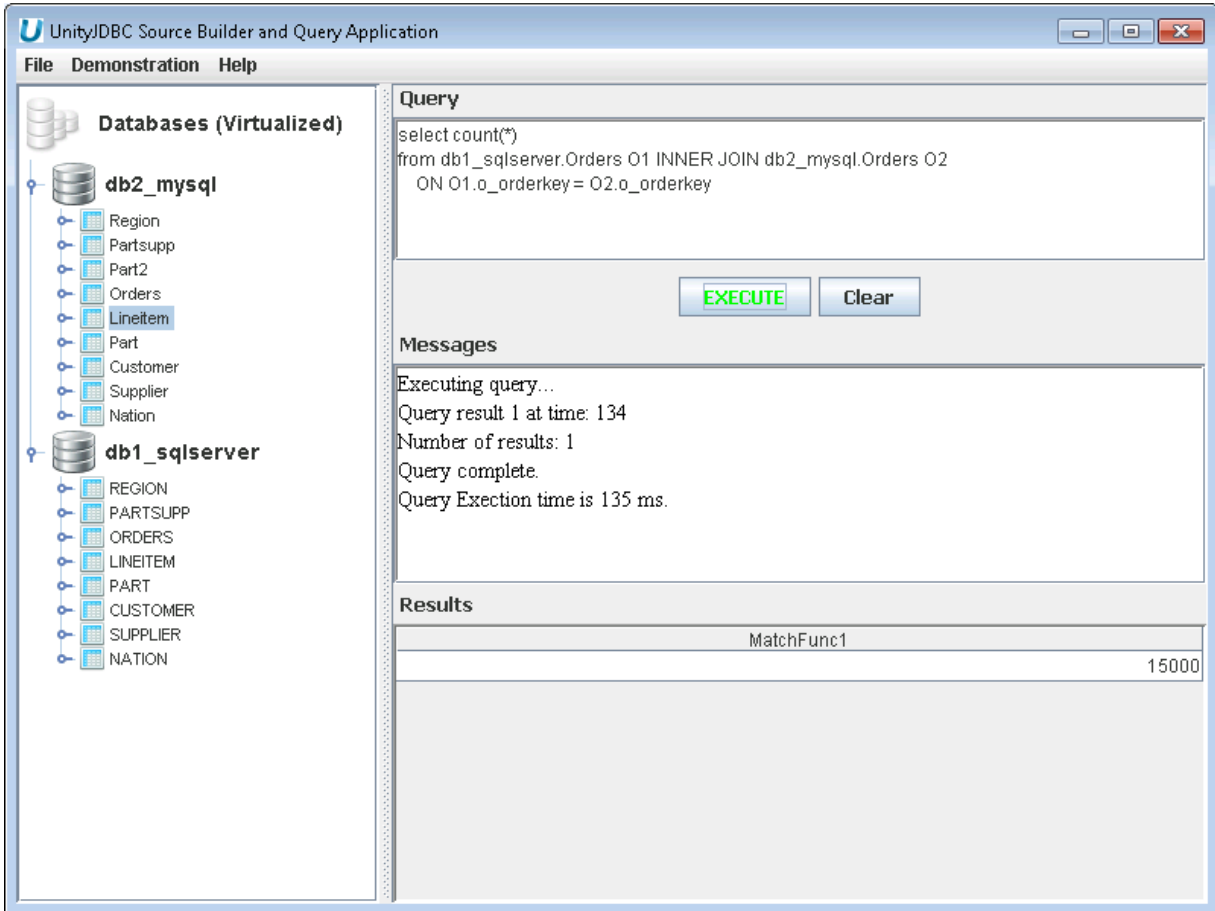 UnityJDBC Source Builder and Query Application
File Demonstration Help
Databases (Virtualized)
db2_mysql
Region
Partsupp
Part2
Orders
Lineitem
Part
Customer
Supplier
Nation
db1_sqlserver
REGION
PARTSUPP
ORDERS
LINEITEM
PART
CUSTOMER
SUPPLIER
NATION
Query
select count(*)
from db1_sqlserver.Orders O1 INNER JOIN db2_mysql.Orders O2
ON O1.o_orderkey = O2.o_orderkey
EXECUTE Clear
Messages
Executing query...
Query result 1 at time: 134
Number of results: 1
Query complete.
Query Exection time is 135 ms.
Results
MatchFunc1
15000